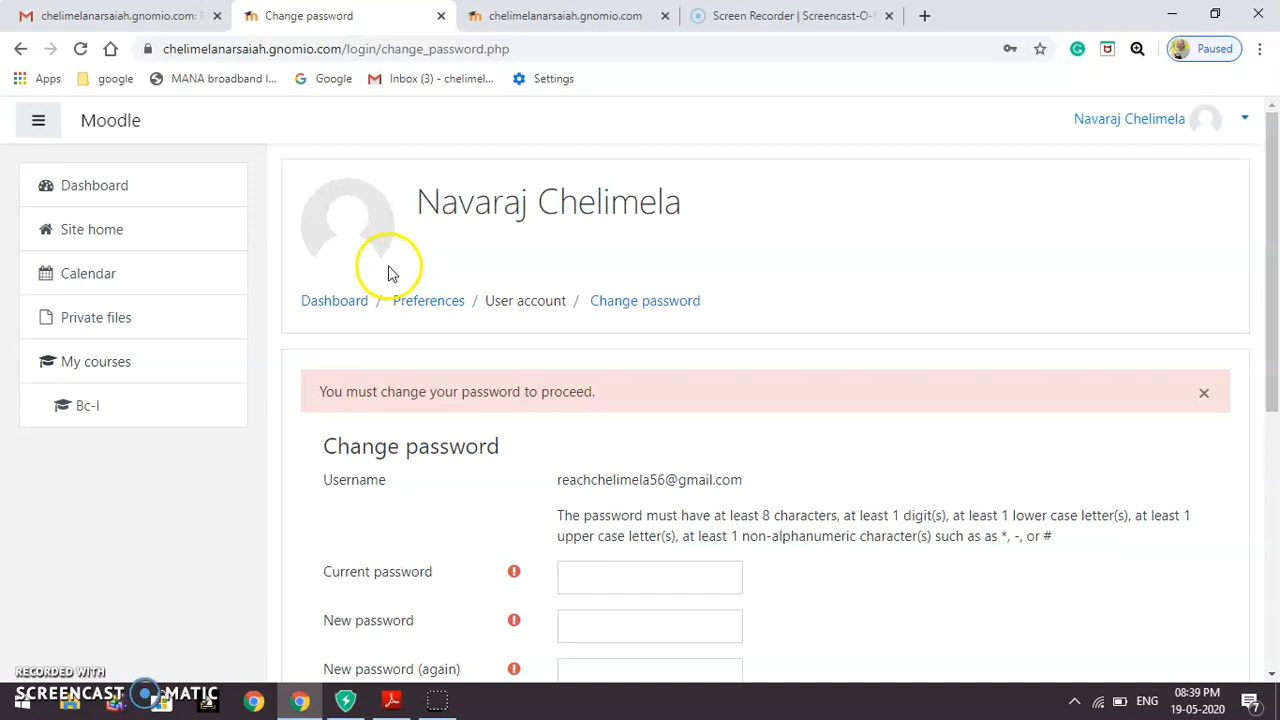 chelimelanarsaiah.gnomio.com:
Change password
chelimelanarsaiah.gnomio.com
Screen Recorder | Screencast-O-
chelimelanarsaiah.gnomio.com/login/change_password.php
Paused
Apps
google
MANA broadband I...
Google
Inbox (3) - chelimel...
Settings
Moodle
Navaraj Chelimela
Dashboard
Site home
Calendar
Private files
My courses
Bc-I
Navaraj Chelimela
Dashboard / Preferences / User account / Change password
You must change your password to proceed.
Change password
Username reachchelimela56@gmail.com
The password must have at least 8 characters, at least 1 digit(s), at least 1 lower case letter(s), at least 1
upper case letter(s), at least 1 non-alphanumeric character(s) such as as *, -, or #
Current password
New password
New password (again)
RECORDED WITH
SCREENCAST MATIC
ENG
08:39 PM
19-05-2020
7